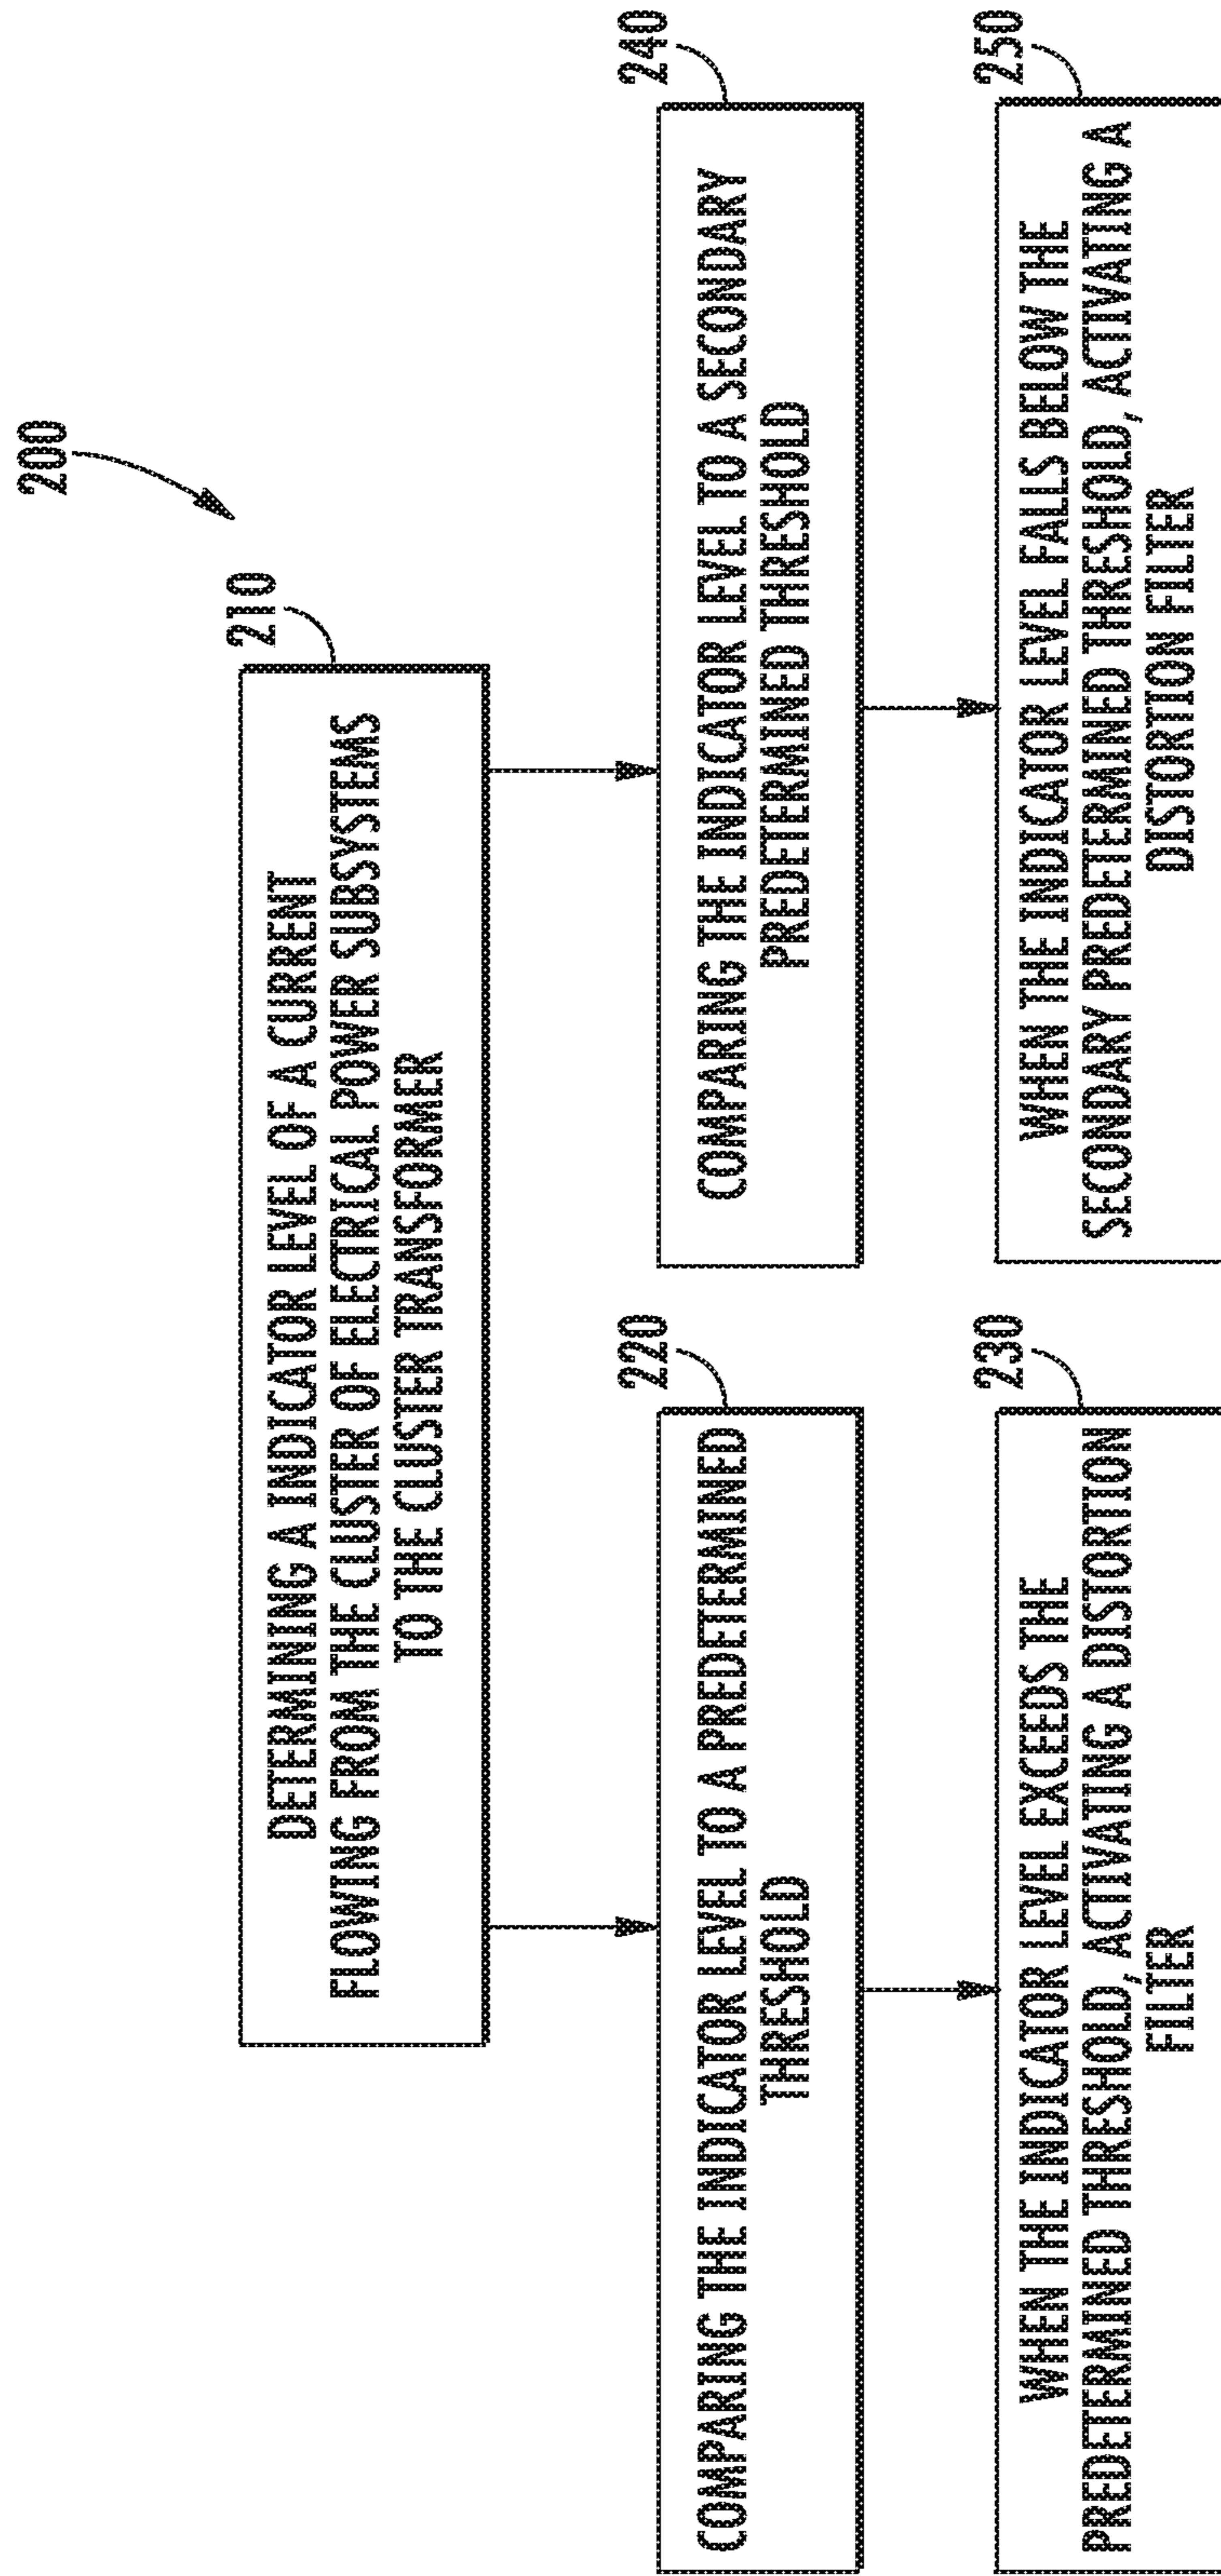 200
210
DETERMINING A INDICATOR LEVEL OF A CURRENT
FLOWING FROM THE CLUSTER OF ELECTRICAL POWER SUBSYSTEMS
TO THE CLUSTER TRANSFORMER
220
COMPARING THE INDICATOR LEVEL TO A PREDETERMINED
THRESHOLD
230
WHEN THE INDICATOR LEVEL EXCEEDS THE
PREDETERMINED THRESHOLD, ACTIVATING A DISTORTION
FILTER
240
COMPARING THE INDICATOR LEVEL TO A SECONDARY
PREDETERMINED THRESHOLD
250
WHEN THE INDICATOR LEVEL FALLS BELOW THE
SECONDARY PREDETERMINED THRESHOLD, ACTIVATING A
DISTORTION FILTER